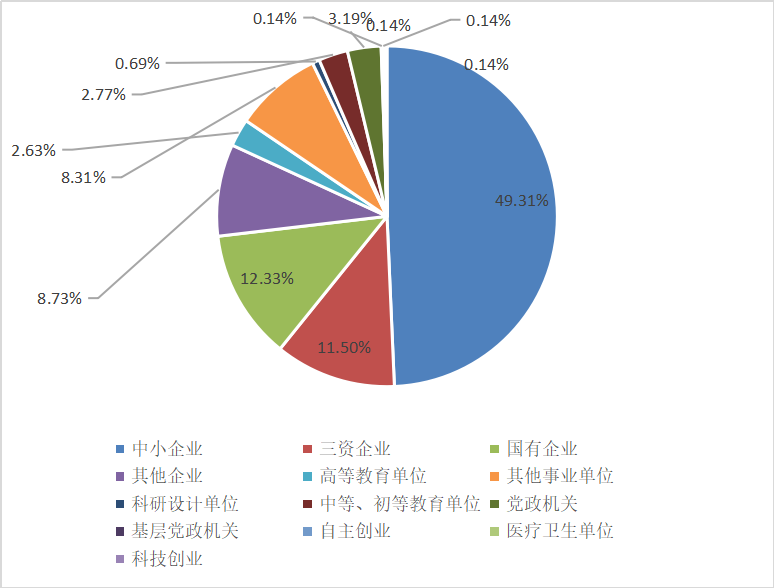 0.14% 3.19% 0.14% 0.14%
0.69% 0.14%
2.77%
2.63%
8.31%
49.31%
12.33%
8.73%
11.50%
中小企业 三资企业 国有企业
其他企业 高等教育单位 其他事业单位
科研设计单位 中等、初等教育单位 党政机关
基层党政机关 自主创业 医疗卫生单位
科技创业